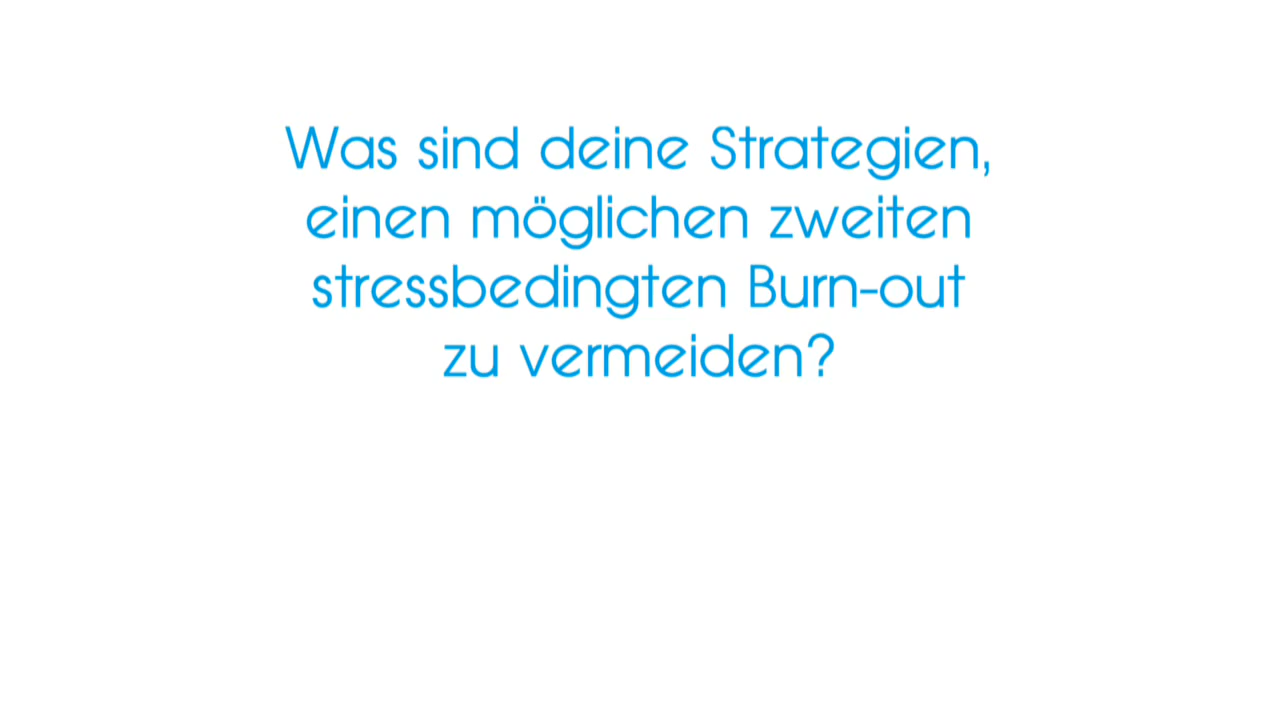 Was sind deine Strategien,
einen möglichen zweiten
stressbedingten Burn-out
zu vermeiden?